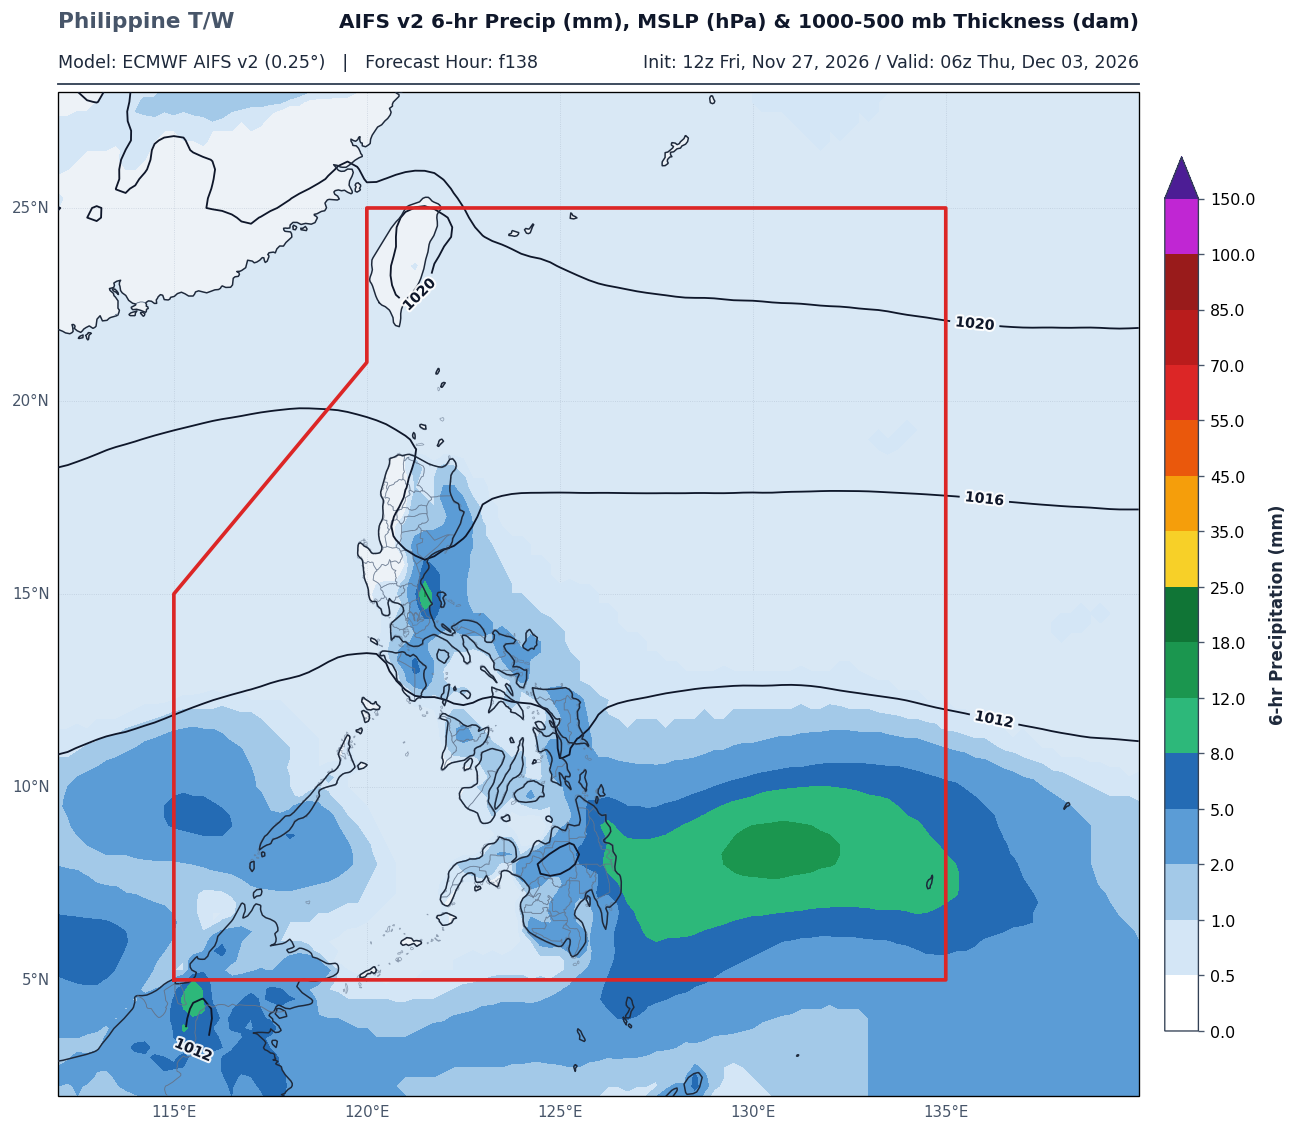 Philippine T/W
AIFS v2 6-hr Precip (mm), MSLP (hPa) & 1000-500 mb Thickness (dam)
Model: ECMWF AIFS v2 (0.25°) | Forecast Hour: f138
Init: 12z Fri, Nov 27, 2026 / Valid: 06z Thu, Dec 03, 2026
25°N
20°N
15°N
10°N
5°N
115°E
120°E
125°E
130°E
135°E
1020
1020
1016
1012
1012
150.0
100.0
85.0
70.0
55.0
45.0
35.0
25.0
18.0
12.0
8.0
5.0
2.0
1.0
0.5
0.0
6-hr Precipitation (mm)